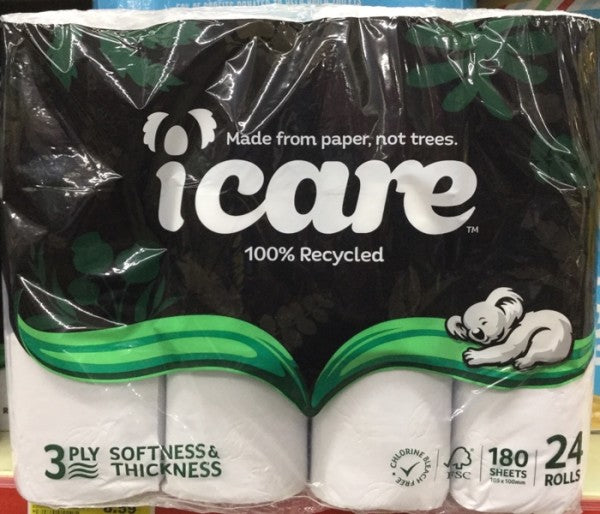 Made from paper, not trees.
icare™
100% Recycled
3 PLY SOFTNESS & THICKNESS
CHLORINE BLEACH FREE
FSC
180
SHEETS
24
ROLLS